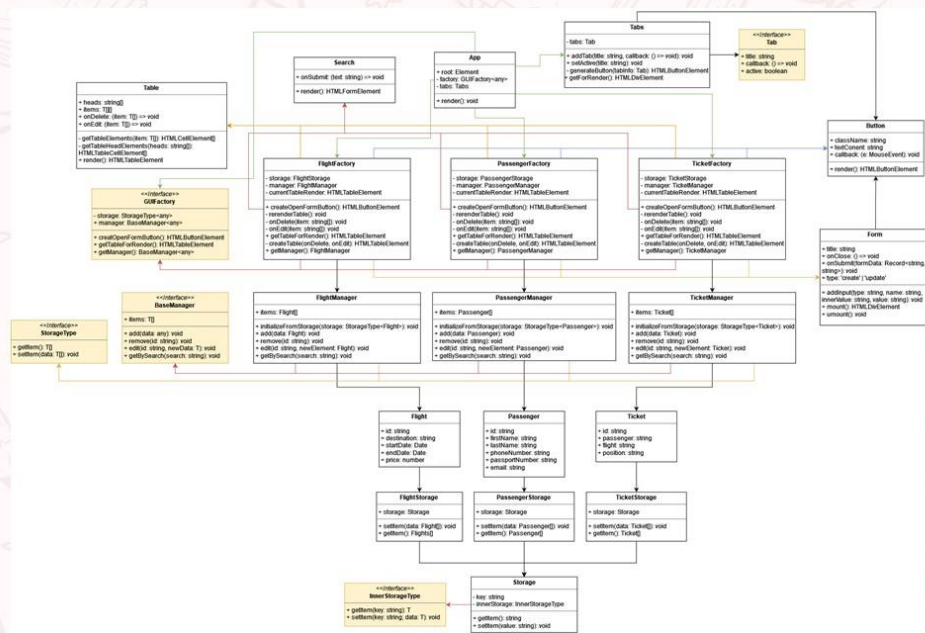 Tabs
- tabs: Tab
+ addTab(title: string, callback: () => void): void
+ setActive(title: string): void
- generateButton(tabInfo: Tab): HTMLButtonElement
+ getForRender(): HTMLDivElement
<<Interface>>
Tab
+ title: string
+ callback: () => void
+ active: boolean
App
+ root: Element
- factory: GUIFactory<any>
- tabs: Tabs
+ render(): void
Search
+ onSubmit: (text: string) => void
+ render(): HTMLFormElement
Table
+ heads: string[]
+ items: T[][]
+ onDelete: (item: T[]) => void
+ onEdit: (item: T[]) => void
- getTableElements(item: T[]): HTMLCellElement[]
- getTableHeadElements(heads: string[]):
HTMLTableCellElement[]
+ render(): HTMLTableElement
Button
+ className: string
+ textConent: string
+ callback: (e: MouseEvent): void
+ render(): HTMLButtonElement
FlightFactory
- storage: FlightStorage
- manager: FlightManager
- currentTableRender: HTMLTableElement
+ createOpenFormButton(): HTMLButtonElement
- rerenderTable(): void
- onDelete(item: string[]): void
- onEdit(item: string[]): void
+ getTableForRender(): HTMLTableElement
- createTable(onDelete, onEdit): HTMLTableElement
+ getManager(): FlightManager
PassengerFactory
- storage: PassengerStorage
- manager: PassengerManager
- currentTableRender: HTMLTableElement
+ createOpenFormButton(): HTMLButtonElement
- rerenderTable(): void
- onDelete(item: string[]): void
- onEdit(item: string[]): void
+ getTableForRender(): HTMLTableElement
- createTable(onDelete, onEdit): HTMLTableElement
+ getManager(): PassengerManager
TicketFactory
- storage: TicketStorage
- manager: TicketManager
- currentTableRender: HTMLTableElement
+ createOpenFormButton(): HTMLButtonElement
- rerenderTable(): void
- onDelete(item: string[]): void
- onEdit(item: string[]): void
+ getTableForRender(): HTMLTableElement
- createTable(onDelete, onEdit): HTMLTableElement
+ getManager(): TicketManager
<<Interface>>
GUIFactory
- storage: StorageType<any>
+ manager: BaseManager<any>
+ creatOpenFormButton(): HTMLButtonElement
+ getTableForRender(): HTMLTableElement
+ getManager(): BaseManager<any>
Form
+ title: string
+ onClose: () => void
+ onSubmit(formData: Record<string,
string>): void
+ type: 'create' | 'update'
+ addInput(type: string, name: string,
innerValue: string, value: string): void
+ mount(): HTMLDivElement
+ umount(): void
<<Interface>>
StorageType
+ getItem(): T[]
+ setItem(data: T[]): void
<<Interface>>
BaseManager
+ items: T[]
+ add(data: any): void
+ remove(id: string): void
+ edit(id: string, newData: T): void
+ getBySearch(search: string): void
FlightManager
+ items: Flight[]
+ initializeFromStorage(storage: StorageType<Flight>): void
+ add(data: Flight): void
+ remove(id: string): void
+ edit(id: string, newElement: Flight): void
+ getBySearch(search: string): void
PassengerManager
+ items: Passenger[]
+ initializeFromStorage(storage: StorageType<Passenger>): void
+ add(data: Passenger): void
+ remove(id: string): void
+ edit(id: string, newElement: Passenger): void
+ getBySearch(search: string): void
TicketManager
+ items: Ticket[]
+ initializeFromStorage(storage: StorageType<Ticket>): void
+ add(data: Ticket): void
+ remove(id: string): void
+ edit(id: string, newElement: Ticker): void
+ getBySearch(search: string): void
Flight
+ id: string
+ destination: string
+ startDate: Date
+ endDate: Date
+ price: number
Passenger
+ id: string
+ firstName: string
+ lastName: string
+ phoneNumber: string
+ passportNumber: string
+ email: string
Ticket
+ id: string
+ passenger: string
+ flight: string
+ position: string
FlightStorage
+ storage: Storage
+ setItem(data: Flight[]): void
+ getItem(): Flights[]
PassengerStorage
+ storage: Storage
+ setItem(data: Passenger[]): void
+ getItem(): Passenger[]
TicketStorage
+ storage: Storage
+ setItem(data: Ticket[]): void
+ getItem(): Ticket[]
<<Interface>>
InnerStorageType
+ getItem(key: string): T
+ setItem(key: string; data: T): void
Storage
- key: string
- innerStorage: InnerStorageType
+ getItem(): string
+ setItem(value: string): void